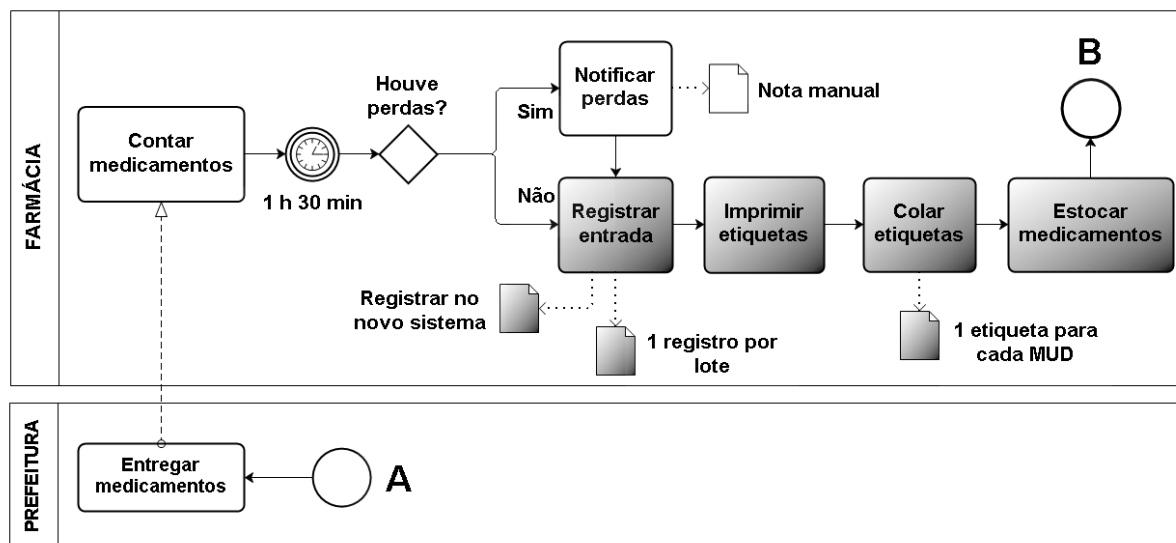 FARMÁCIA
Contar
medicamentos
1 h 30 min
Houve
perdas?
Sim
Não
Notificar
perdas
Nota manual
B
Registrar
entrada
Imprimir
etiquetas
Colar
etiquetas
Estocar
medicamentos
Registrar no
novo sistema
1 registro por
lote
1 etiqueta para
cada MUD
PREFEITURA
Entregar
medicamentos
A